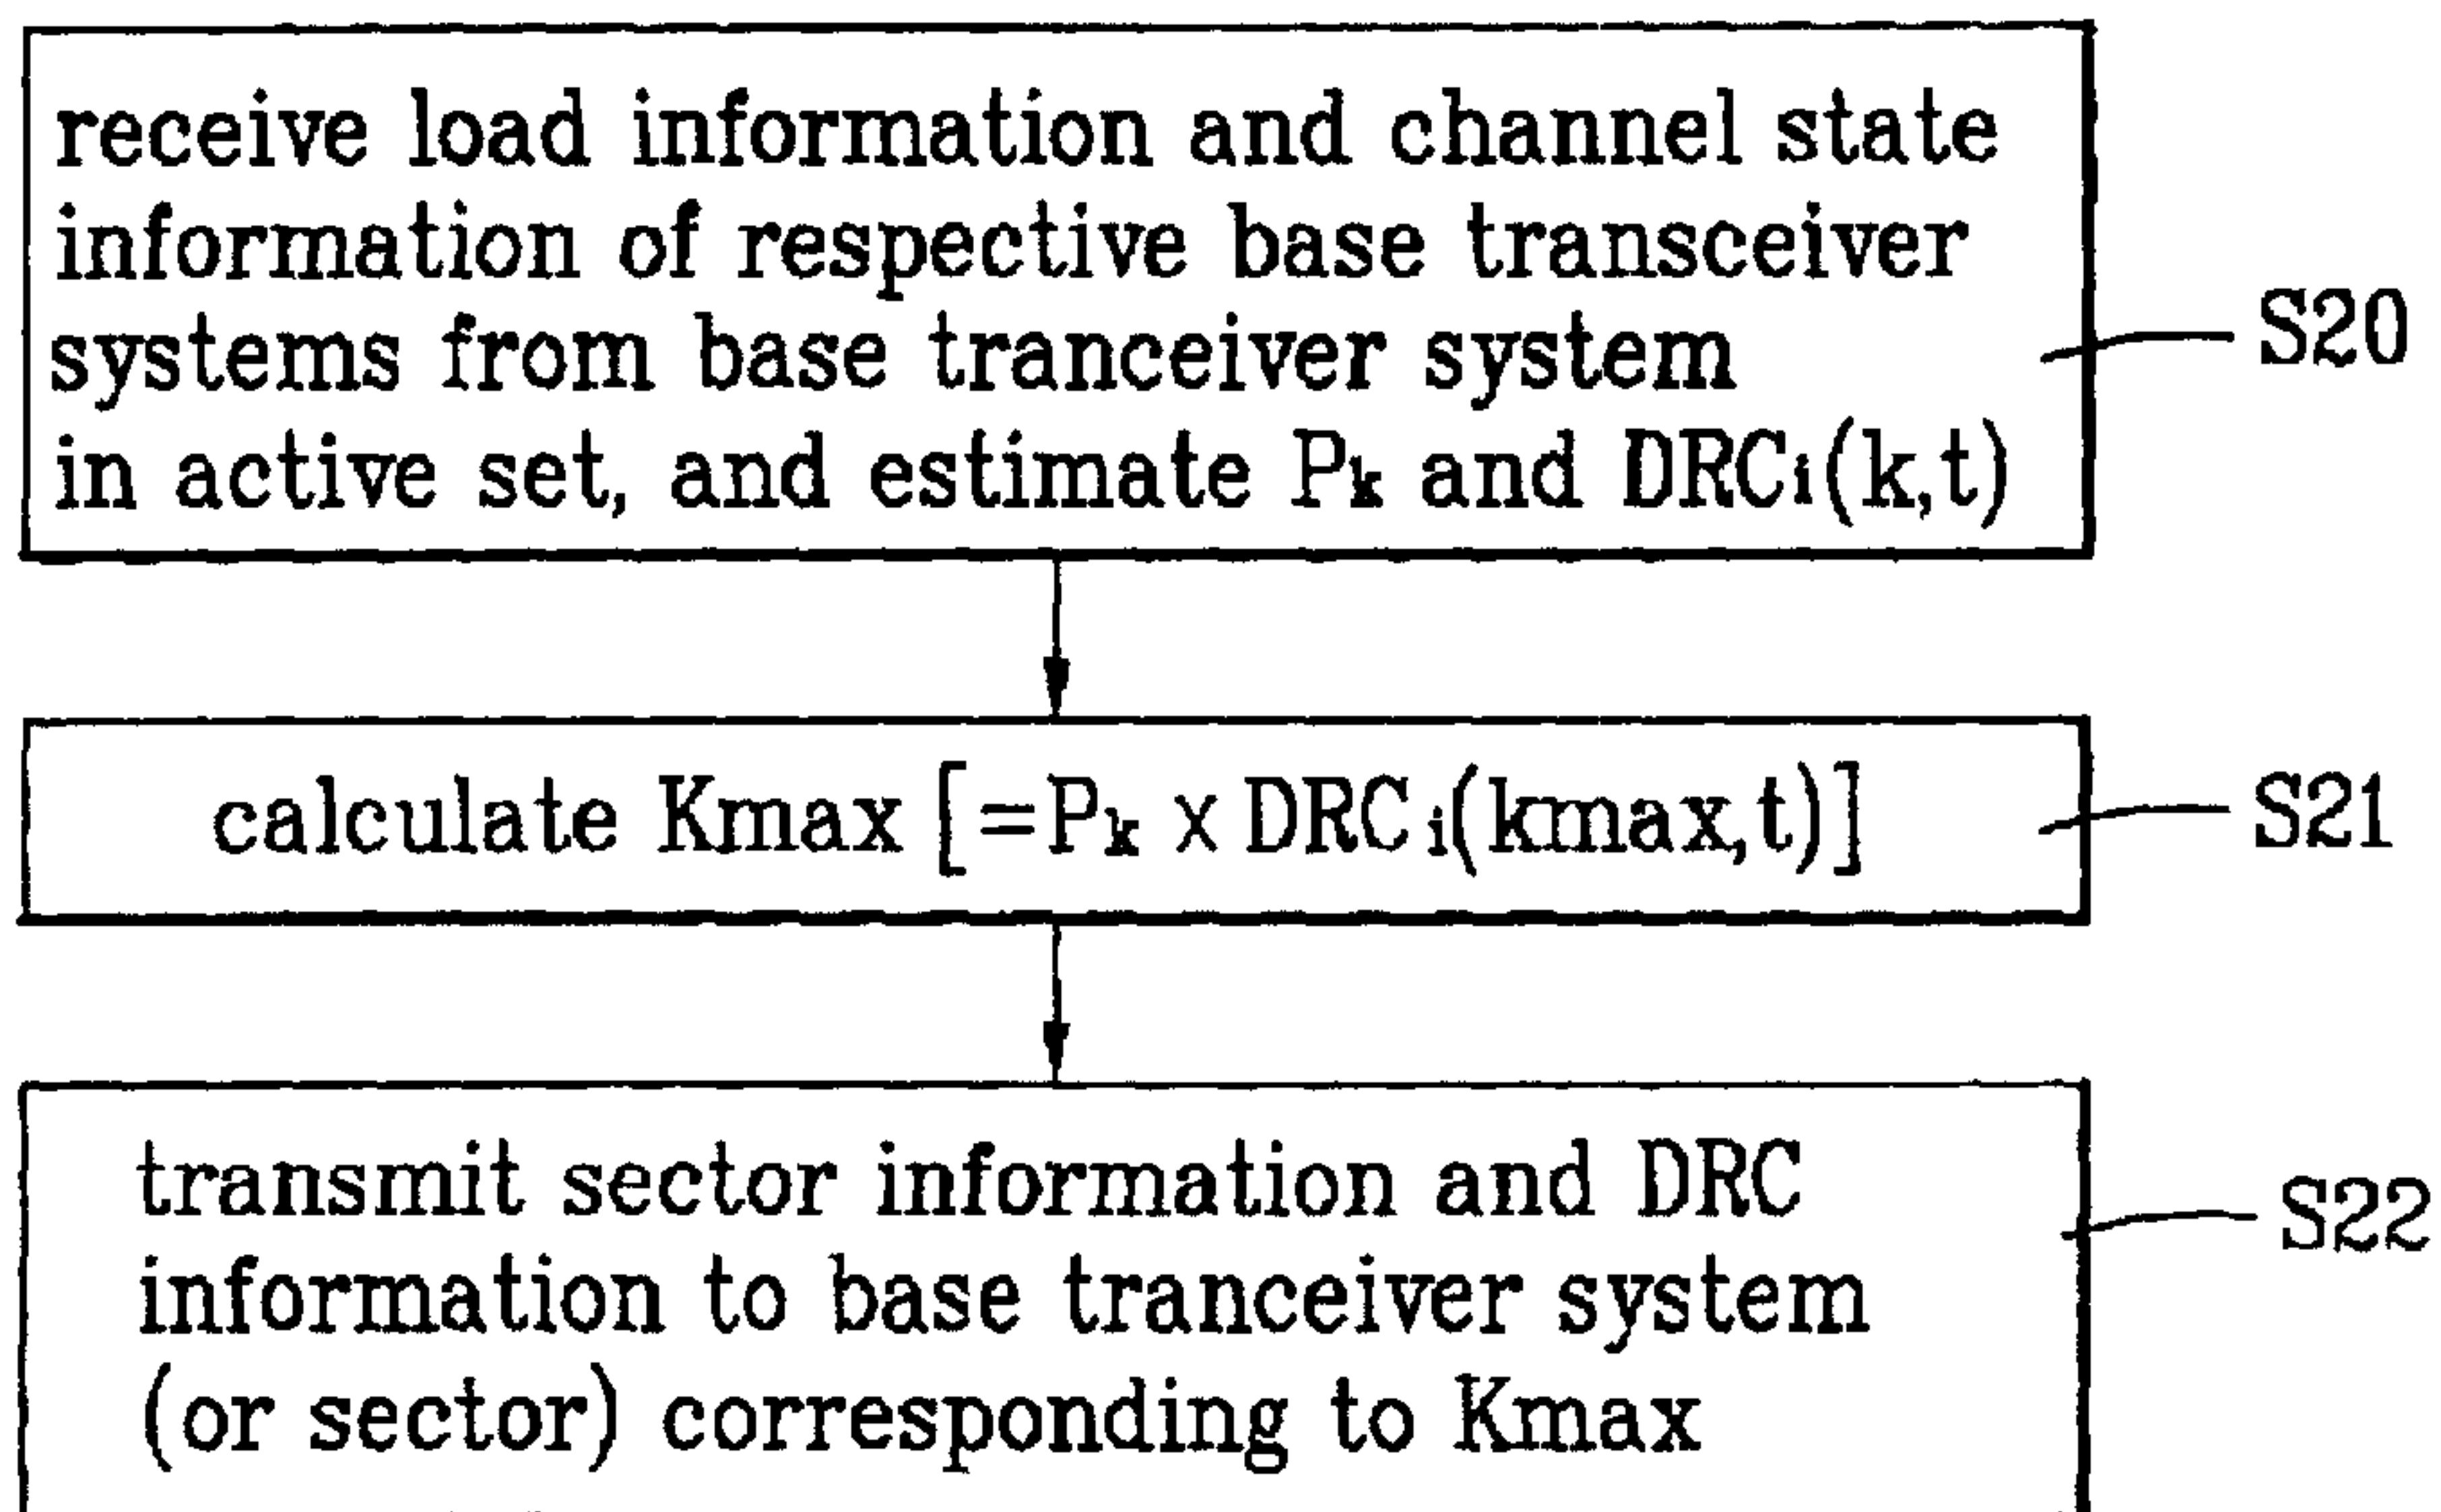 receive load information and channel state
information of respective base transceiver
systems from base tranceiver system
in active set, and estimate Pk and DRCi(k,t)
S20
calculate Kmax [=Pk x DRCi(kmax,t)]
S21
transmit sector information and DRC
information to base tranceiver system
(or sector) corresponding to Kmax
S22